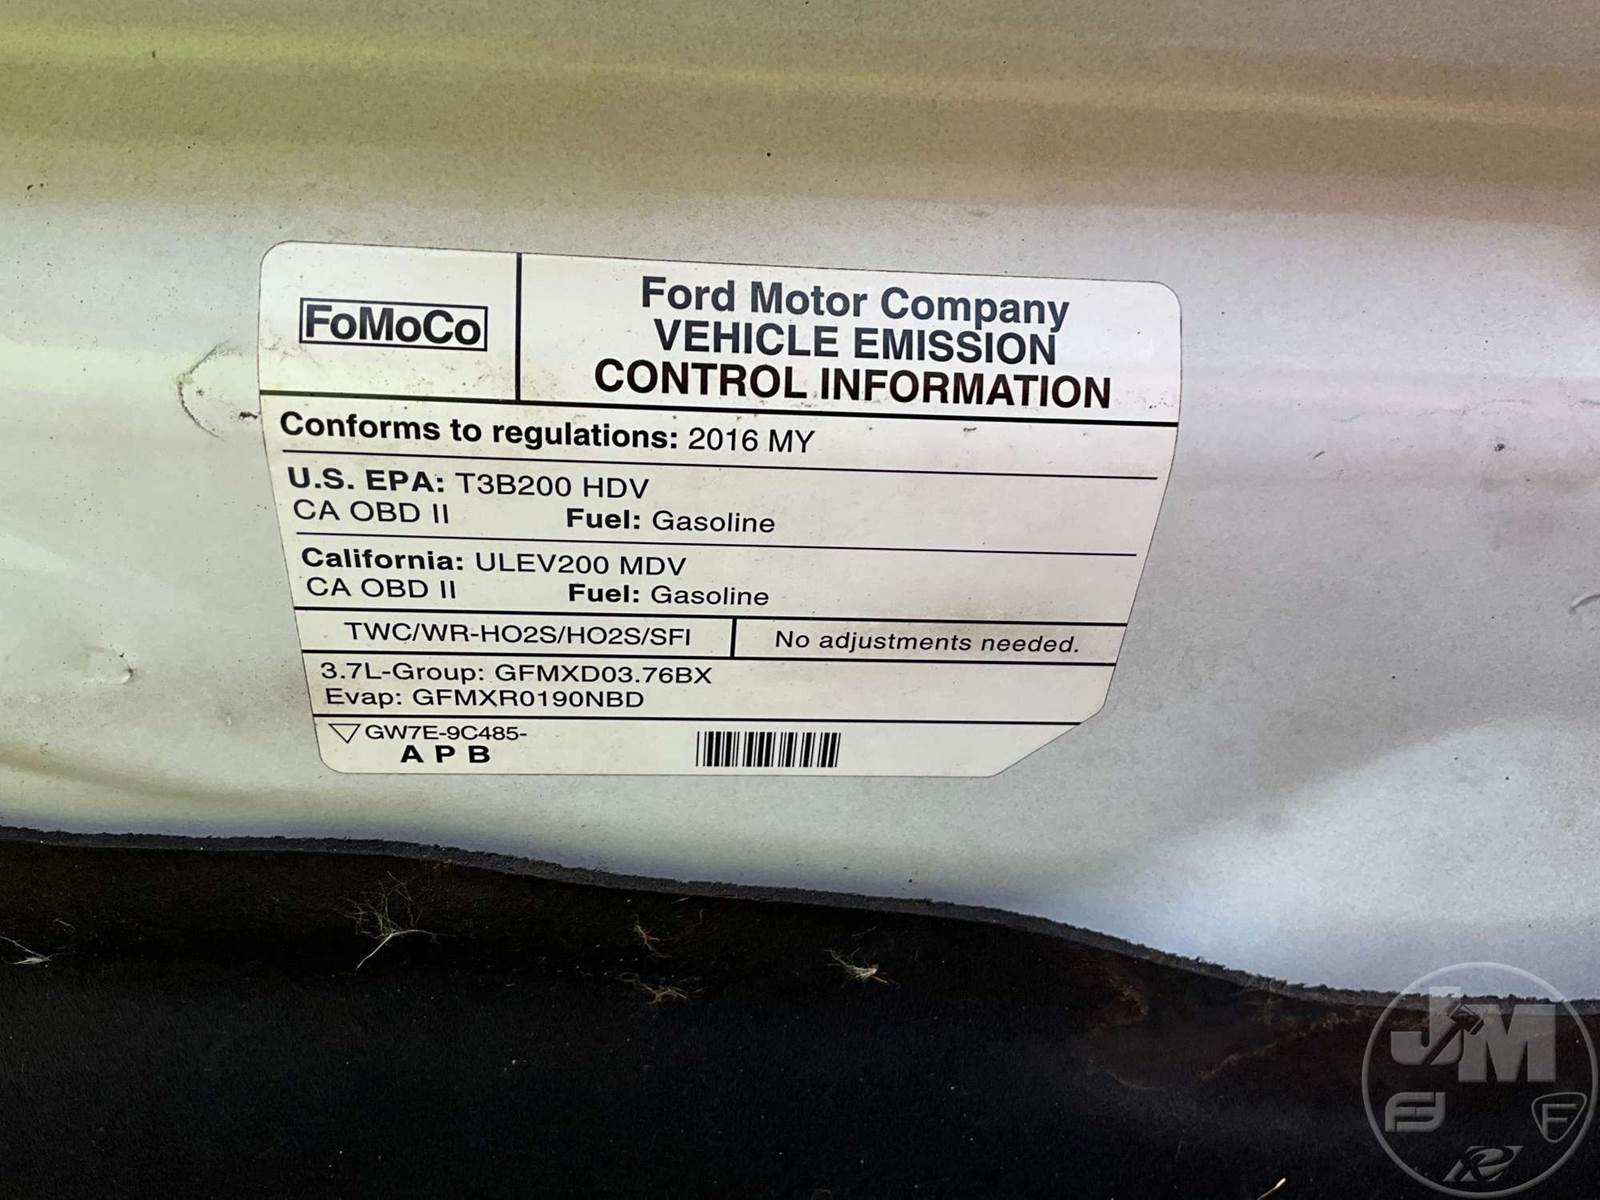 FoMoCo
Ford Motor Company
VEHICLE EMISSION
CONTROL INFORMATION
Conforms to regulations: 2016 MY
U.S. EPA: T3B200 HDV
CA OBD II Fuel: Gasoline
California: ULEV200 MDV
CA OBD II Fuel: Gasoline
TWC/WR-HO2S/HO2S/SFI No adjustments needed.
3.7L-Group: GFMXD03.76BX
Evap: GFMXR0190NBD
GW7E-9C485-
A P B
JM